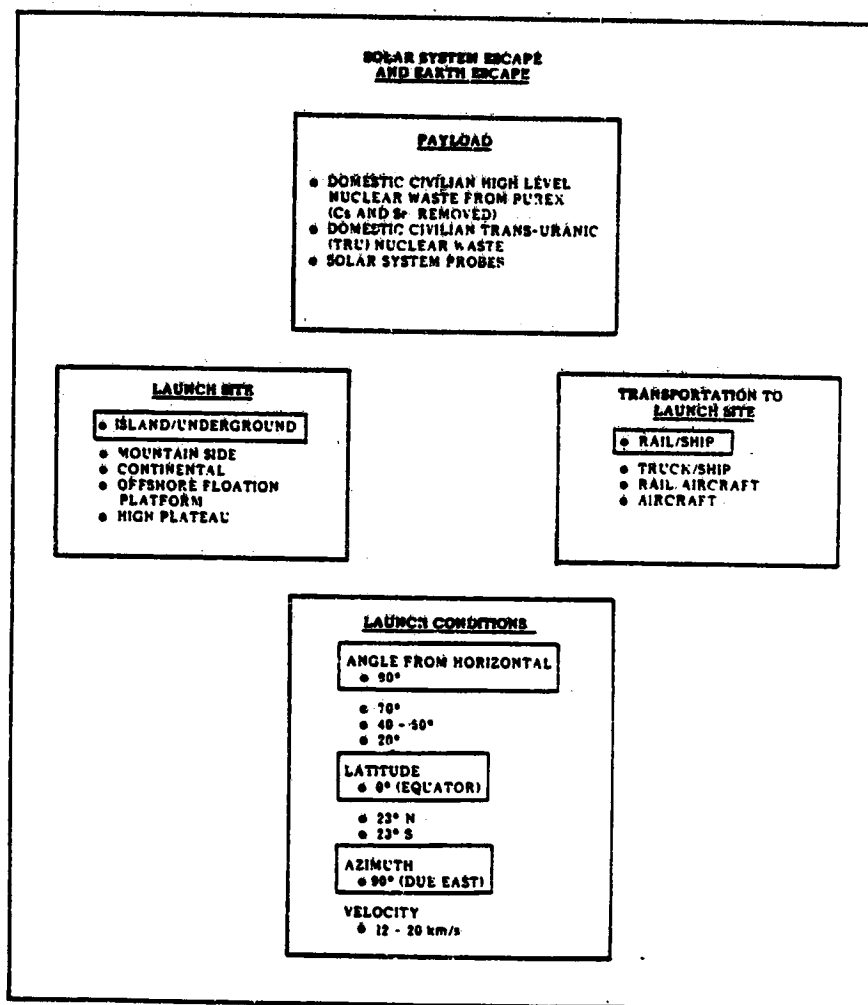 SOLAR SYSTEM ESCAPE
AND EARTH ESCAPE
PAYLOAD
• DOMESTIC CIVILIAN HIGH LEVEL
NUCLEAR WASTE FROM PUREX
(Cs AND Sr REMOVED)
• DOMESTIC CIVILIAN TRANS-URANIC
(TRU) NUCLEAR WASTE
• SOLAR SYSTEM PROBES
LAUNCH SITE
• ISLAND/UNDERGROUND
• MOUNTAIN SIDE
• CONTINENTAL
• OFFSHORE FLOATION
PLATFORM
• HIGH PLATEAU
TRANSPORTATION TO
LAUNCH SITE
• RAIL/SHIP
• TRUCK/SHIP
• RAIL/AIRCRAFT
• AIRCRAFT
LAUNCH CONDITIONS
ANGLE FROM HORIZONTAL
• 90°
• 70°
• 40 - 50°
• 20°
LATITUDE
• 0° (EQUATOR)
• 23° N
• 23° S
AZIMUTH
• 90° (DUE EAST)
VELOCITY
• 12 - 20 km/s